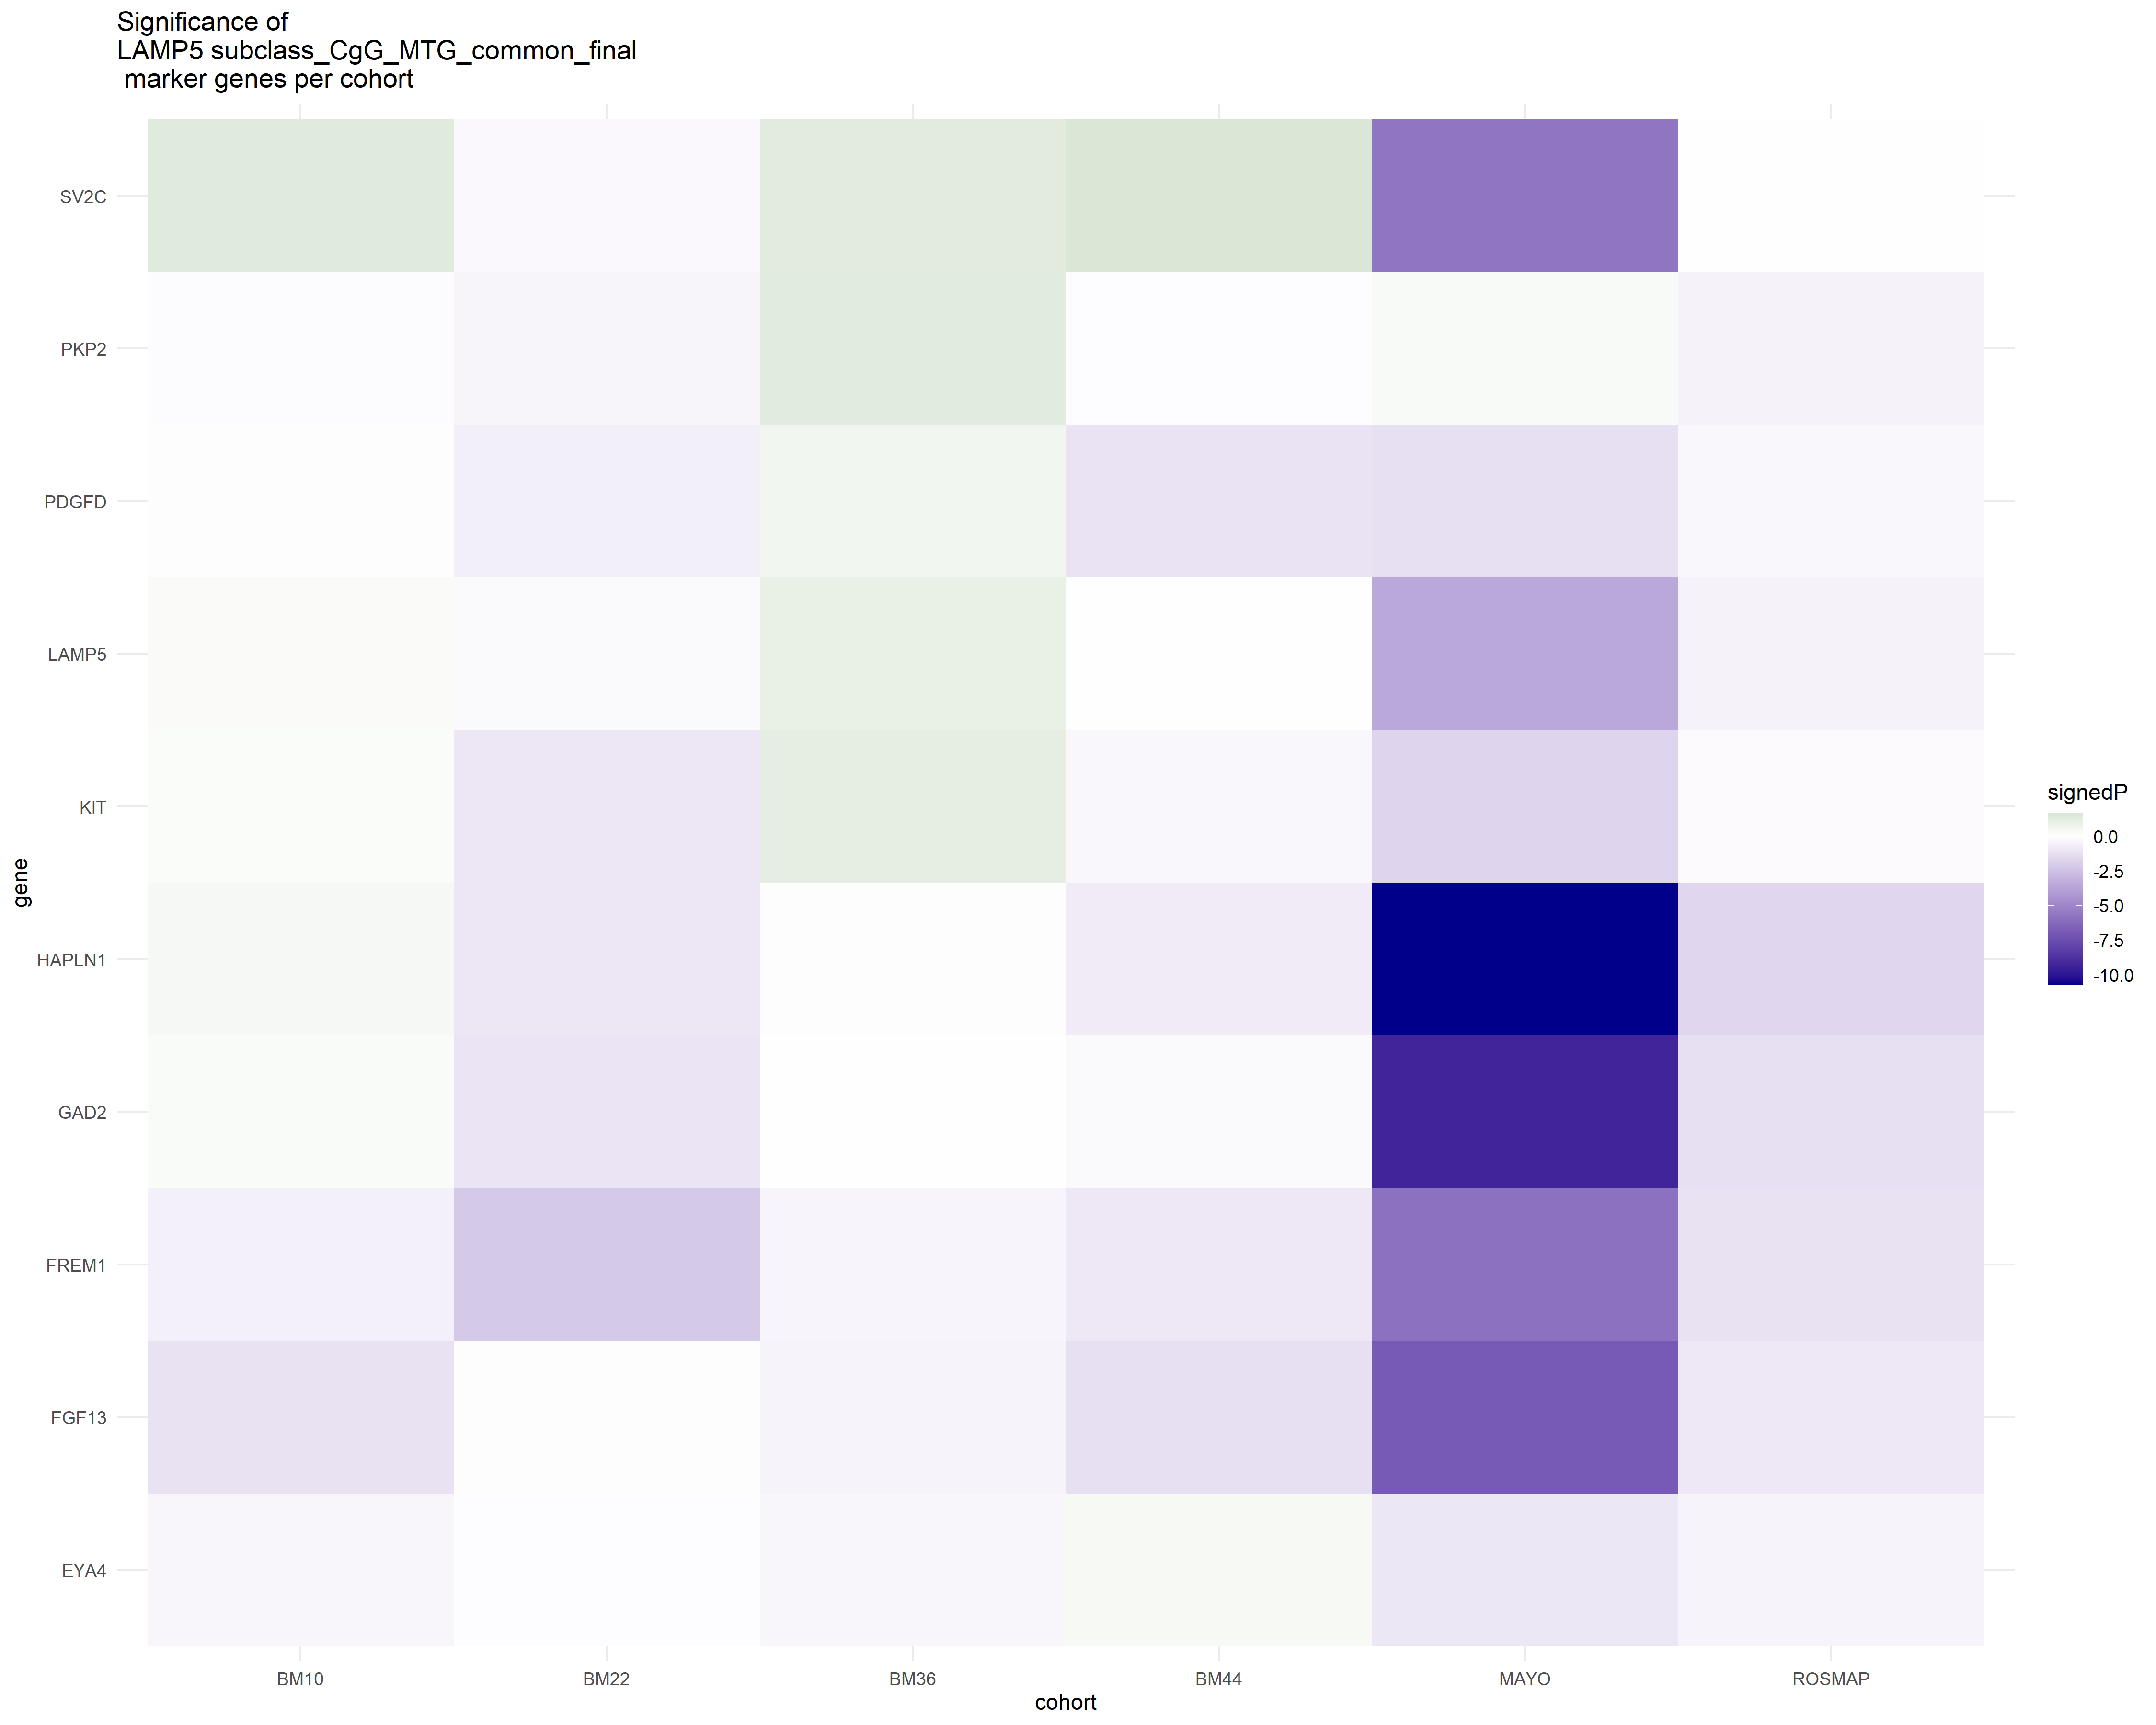 Significance of
LAMP5 subclass_CgG_MTG_common_final
marker genes per cohort
SV2C
PKP2
PDGFD
LAMP5
KIT
HAPLN1
GAD2
FREM1
FGF13
EYA4
gene
BM10
BM22
BM36
BM44
MAYO
ROSMAP
cohort
signedP
0.0
-2.5
-5.0
-7.5
-10.0